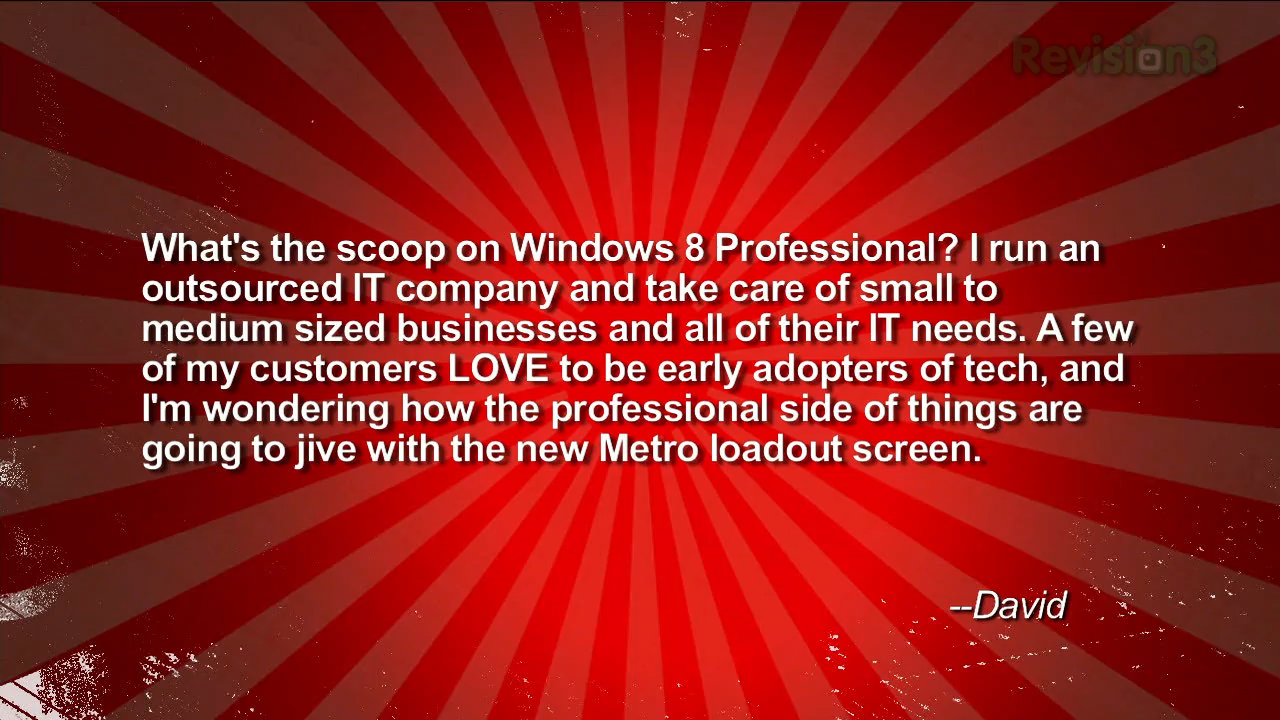 Revision3
What's the scoop on Windows 8 Professional? I run an
outsourced IT company and take care of small to
medium sized businesses and all of their IT needs. A few
of my customers LOVE to be early adopters of tech, and
I'm wondering how the professional side of things are
going to jive with the new Metro loadout screen.
--David